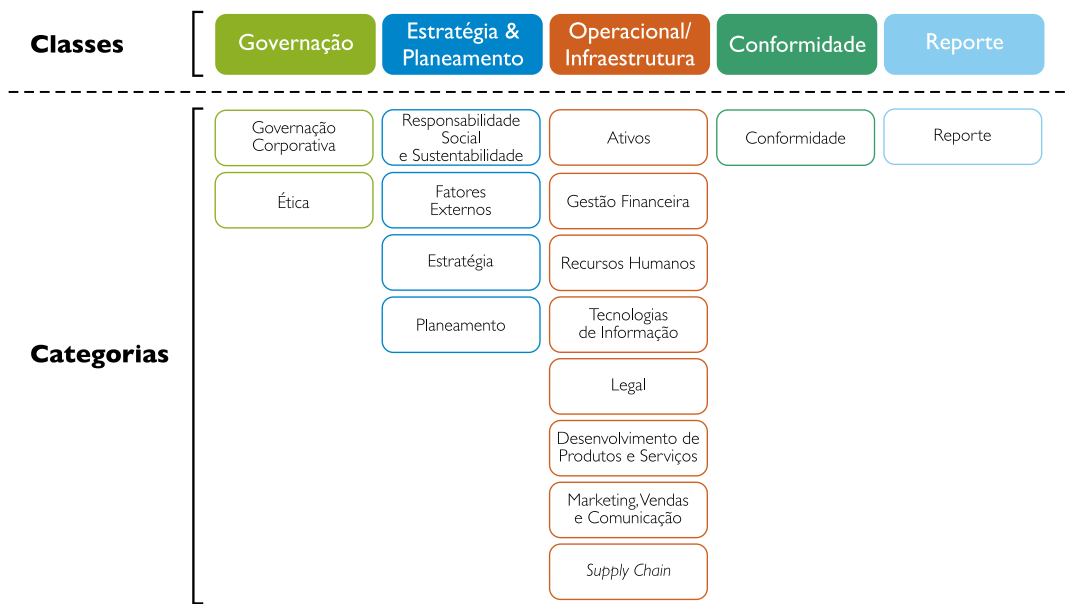 Classes
Governação
Estratégia &
Planeamento
Operacional/
Infraestrutura
Conformidade
Reporte
Categorias
Governação
Corporativa
Ética
Responsabilidade
Social
e Sustentabilidade
Fatores
Externos
Estratégia
Planeamento
Ativos
Gestão Financeira
Recursos Humanos
Tecnologias
de Informação
Legal
Desenvolvimento de
Produtos e Serviços
Marketing, Vendas
e Comunicação
Supply Chain
Conformidade
Reporte